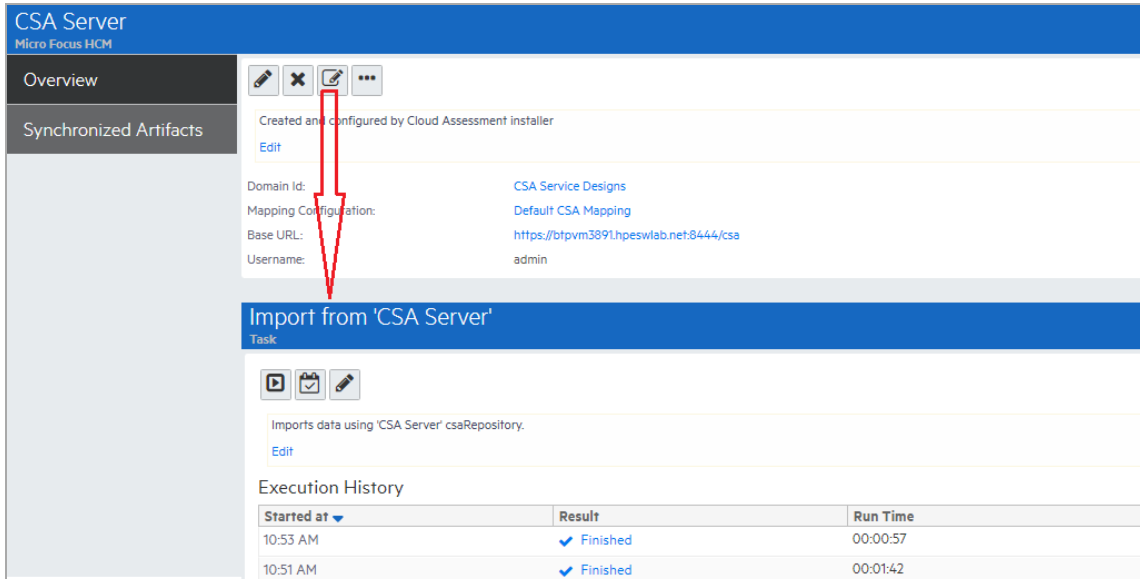 CSA Server
Micro Focus HCM
Overview
Synchronized Artifacts
Created and configured by Cloud Assessment installer
Edit
Domain Id: CSA Service Designs
Mapping Configuration: Default CSA Mapping
Base URL: https://btpvm3891.hpeswlab.net:8444/csa
Username: admin
Import from 'CSA Server'
Task
Imports data using 'CSA Server' csaRepository.
Edit
Execution History
Started at Result Run Time
10:53 AM Finished 00:00:57
10:51 AM Finished 00:01:42